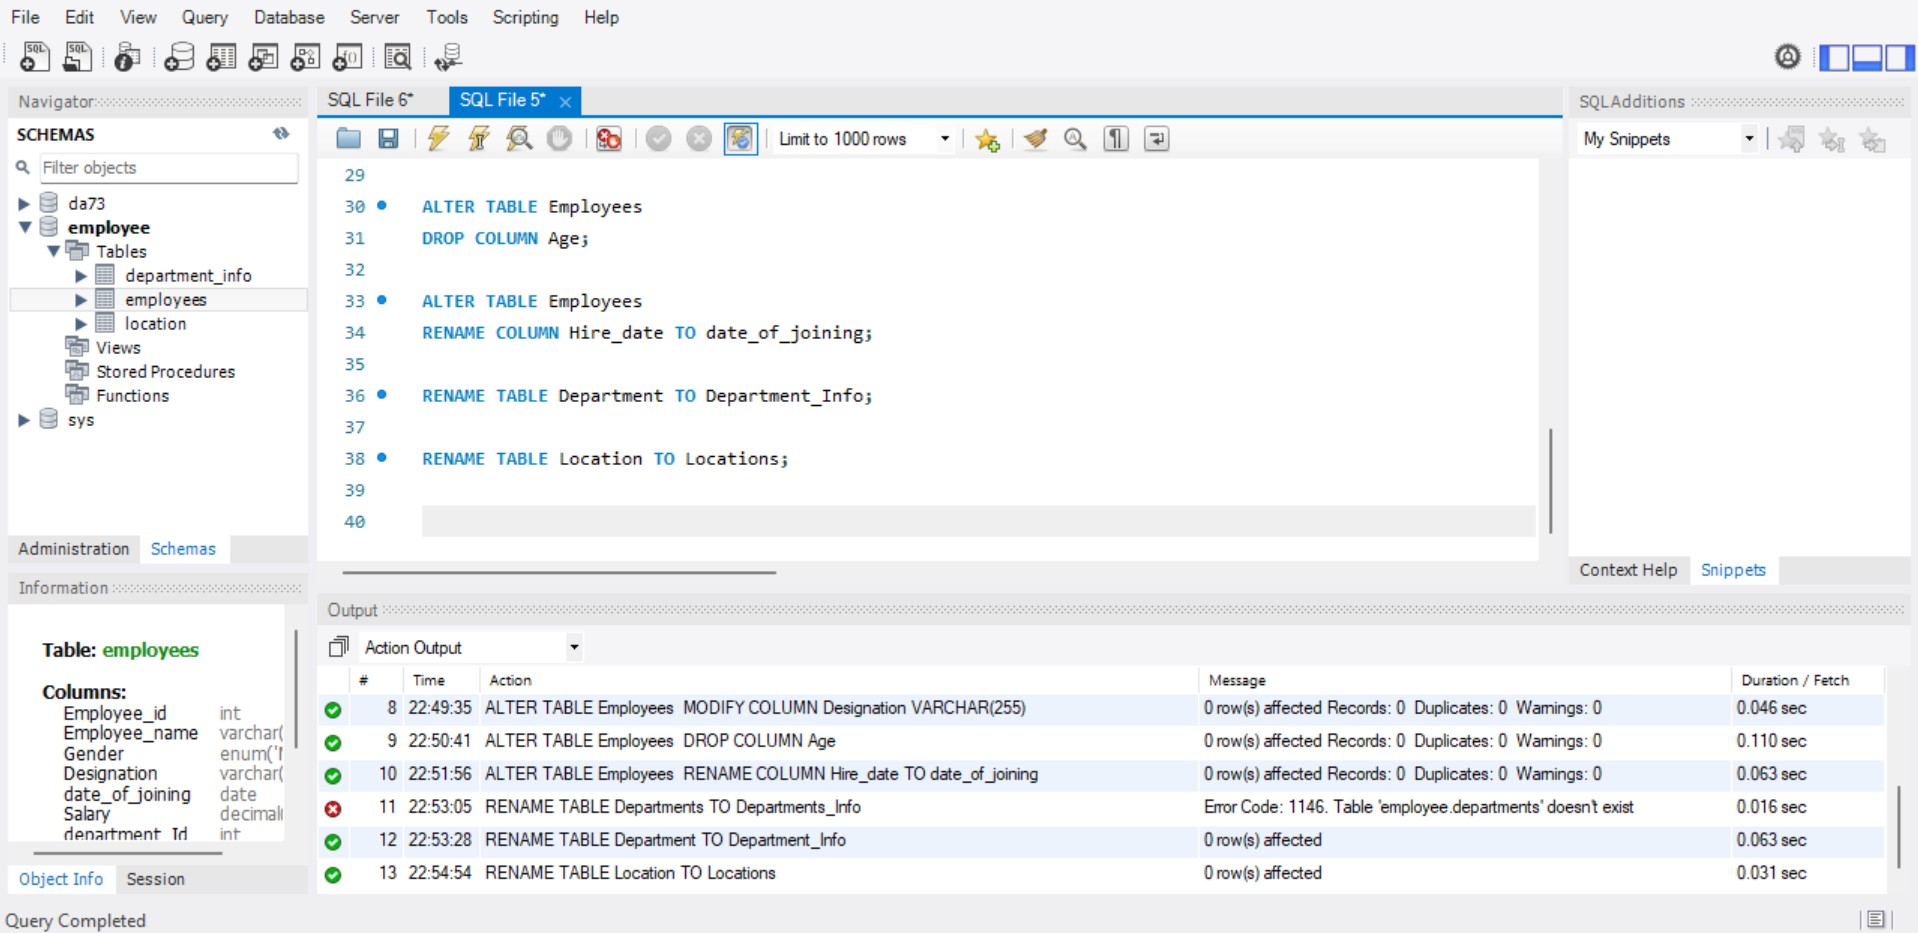 File Edit View Query Database Server Tools Scripting Help
SQL SQL
Navigator
SCHEMAS
Filter objects
da73
employee
Tables
department_info
employees
location
Views
Stored Procedures
Functions
sys
Administration Schemas
Information
Table: employees
Columns:
Employee_id int
Employee_name varchar(
Gender enum('
Designation varchar(
date_of_joining date
Salary decimal
department_Id int
Object Info Session
SQL File 6* SQL File 5*
Limit to 1000 rows
29
30 ALTER TABLE Employees
31 DROP COLUMN Age;
32
33 ALTER TABLE Employees
34 RENAME COLUMN Hire_date TO date_of_joining;
35
36 RENAME TABLE Department TO Department_Info;
37
38 RENAME TABLE Location TO Locations;
39
40
SQLAdditions
My Snippets
Context Help Snippets
Output
Action Output
# Time Action Message Duration / Fetch
8 22:49:35 ALTER TABLE Employees MODIFY COLUMN Designation VARCHAR(255) 0 row(s) affected Records: 0 Duplicates: 0 Warnings: 0 0.046 sec
9 22:50:41 ALTER TABLE Employees DROP COLUMN Age 0 row(s) affected Records: 0 Duplicates: 0 Warnings: 0 0.110 sec
10 22:51:56 ALTER TABLE Employees RENAME COLUMN Hire_date TO date_of_joining 0 row(s) affected Records: 0 Duplicates: 0 Warnings: 0 0.063 sec
11 22:53:05 RENAME TABLE Departments TO Departments_Info Error Code: 1146. Table 'employee.departments' doesn't exist 0.016 sec
12 22:53:28 RENAME TABLE Department TO Department_Info 0 row(s) affected 0.063 sec
13 22:54:54 RENAME TABLE Location TO Locations 0 row(s) affected 0.031 sec
Query Completed